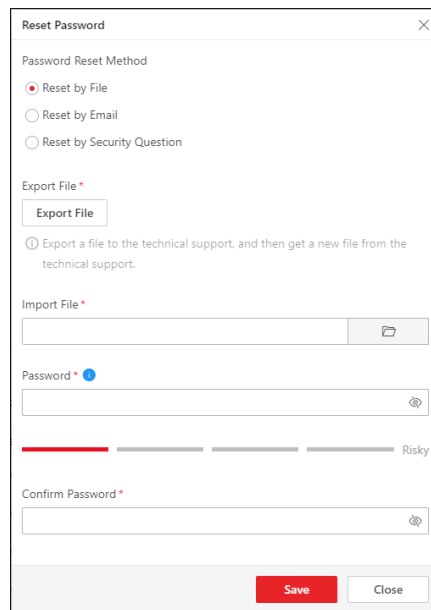 Reset Password
Password Reset Method
Reset by File
Reset by Email
Reset by Security Question
Export File *
Export File
Export a file to the technical support, and then get a new file from the
technical support.
Import File *
Password *
Risky
Confirm Password *
Save Close